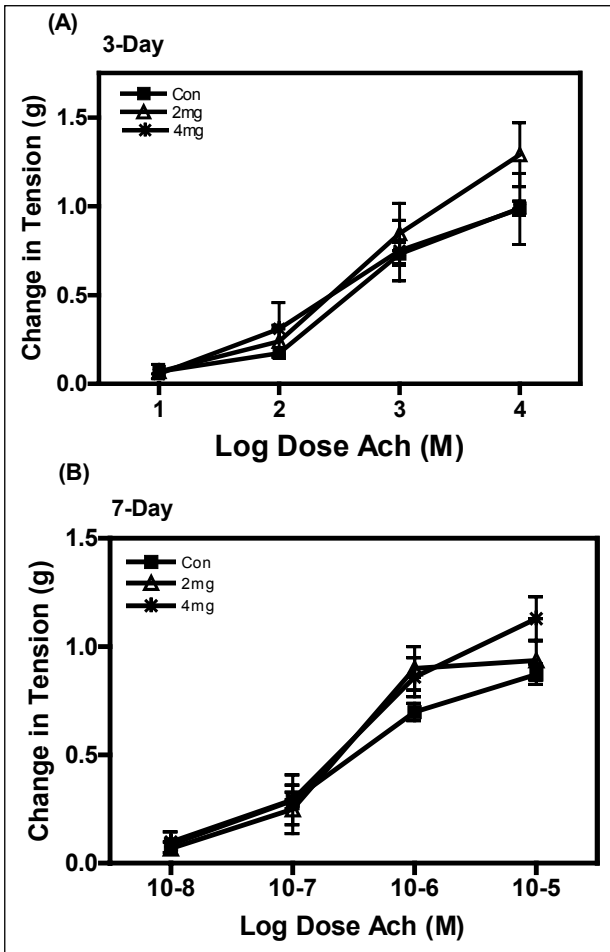 (A)
3-Day
Con
2mg
4mg
1.5
1.0
0.5
0.0
Change in Tension (g)
1 2 3 4
Log Dose Ach (M)
(B)
7-Day
Con
2mg
4mg
1.5
1.0
0.5
0.0
Change in Tension (g)
10-8 10-7 10-6 10-5
Log Dose Ach (M)